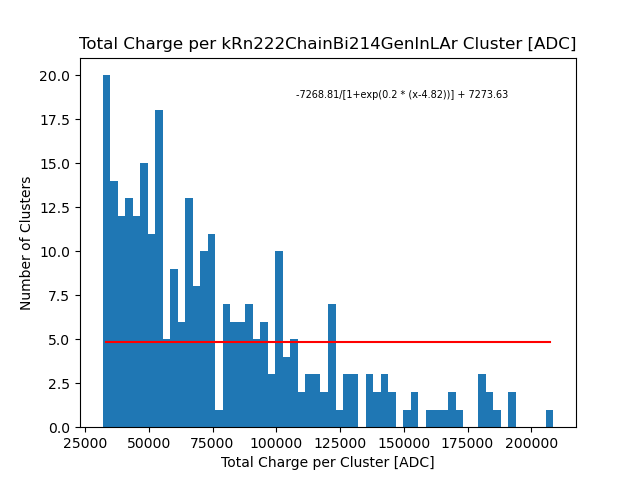 Total Charge per kRn222ChainBi214GenInLAr Cluster [ADC]
-7268.81/[1+exp(0.2 * (x-4.82))] + 7273.63
Number of Clusters
20.0
17.5
15.0
12.5
10.0
7.5
5.0
2.5
0.0
25000 50000 75000 100000 125000 150000 175000 200000
Total Charge per Cluster [ADC]